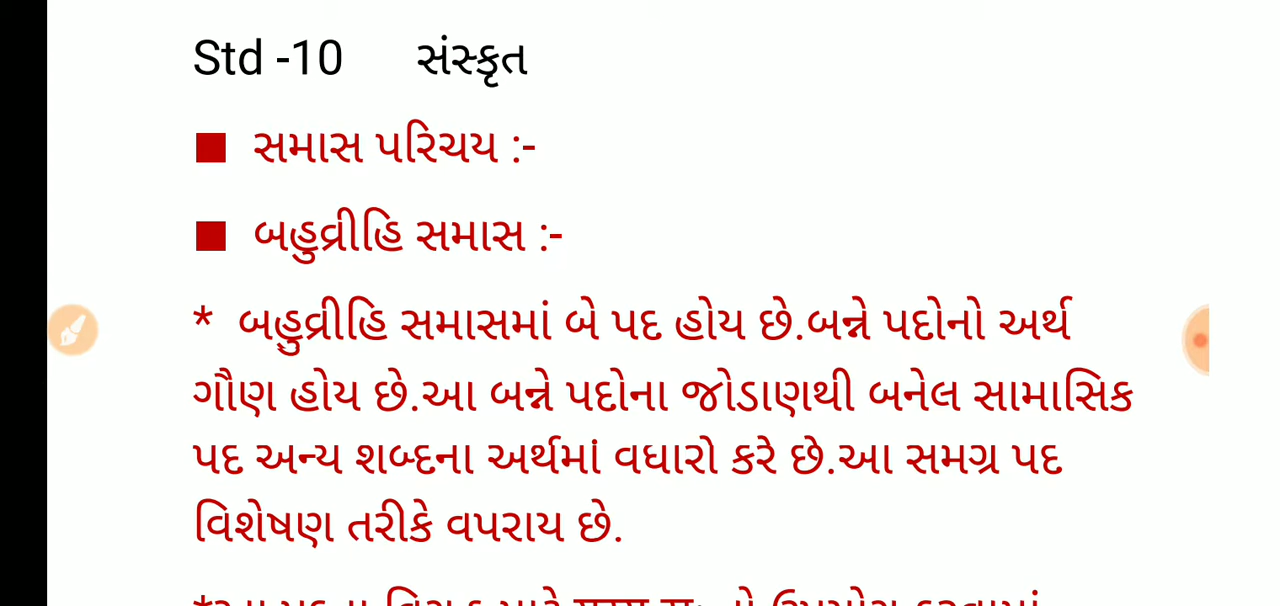 Std -10 સંસ્કૃત
■ સમાસ પરિચય :-
■ બહુવ્રીહિ સમાસ :-
* બહુવ્રીહિ સમાસમાં બે પદ હોય છે.બન્ને પદોનો અર્થ
ગૌણ હોય છે.આ બન્ને પદોના જોડાણથી બનેલ સામાસિક
પદ અન્ય શબ્દના અર્થમાં વધારો કરે છે.આ સમગ્ર પદ
વિશેષણ તરીકે વપરાય છે.